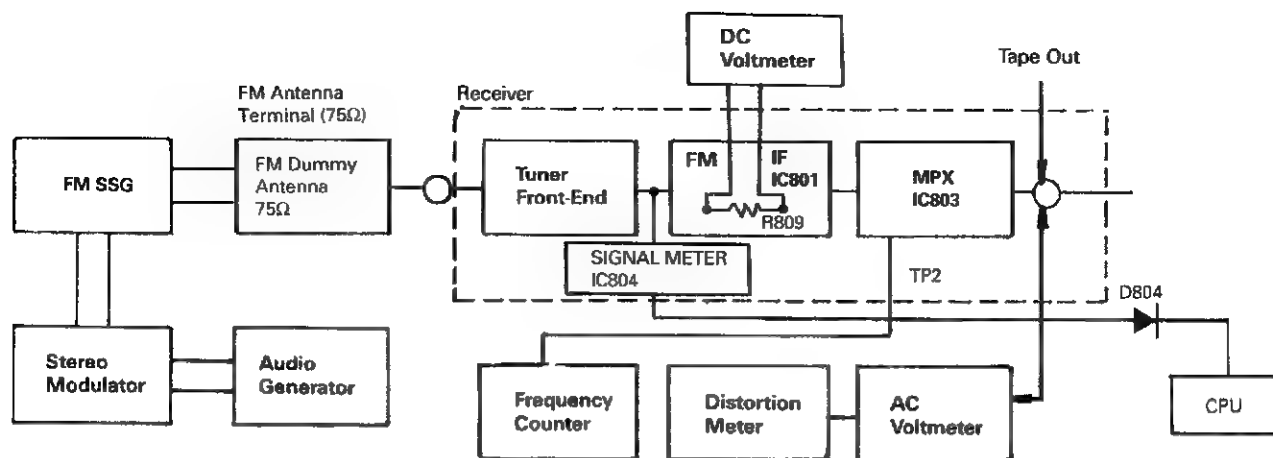 DC
Voltmeter
Tape Out
FM Antenna
Terminal (75Ω)
Receiver
FM SSG
FM Dummy
Antenna
75Ω
Tuner
Front-End
FM
IF
IC801
R809
MPX
IC803
SIGNAL METER
IC804
TP2
D804
Stereo
Modulator
Audio
Generator
Frequency
Counter
Distortion
Meter
AC
Voltmeter
CPU